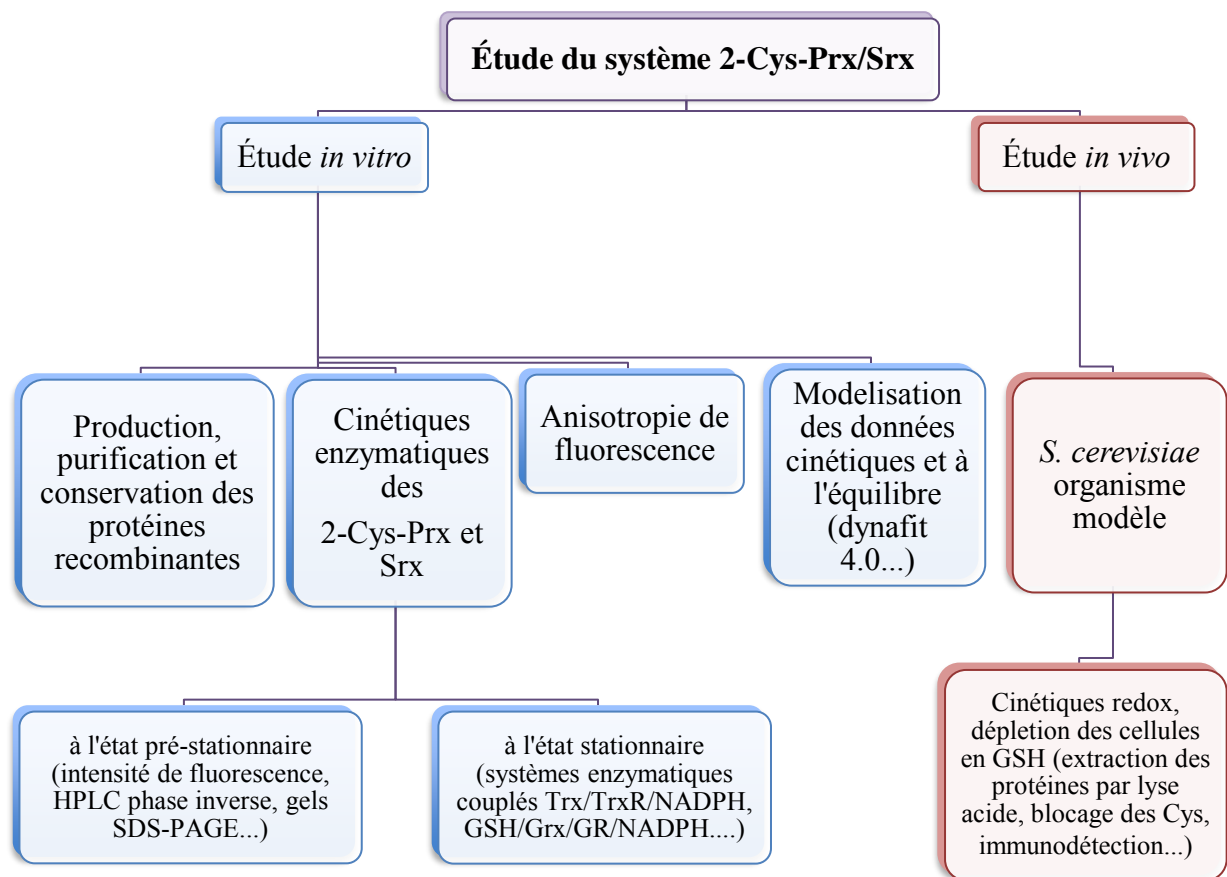 Étude du système 2-Cys-Prx/Srx
Étude in vitro
Étude in vivo
Production,
purification et
conservation des
protéines
recombinantes
Cinétiques
enzymatiques
des
2-Cys-Prx et
Srx
Anisotropie de
fluorescence
Modelisation
des données
cinétiques et à
l'équilibre
(dynafit
4.0...)
S. cerevisiae
organisme
modèle
à l'état pré-stationnaire
(intensité de fluorescence,
HPLC phase inverse, gels
SDS-PAGE...)
à l'état stationnaire
(systèmes enzymatiques
couplés Trx/TrxR/NADPH,
GSH/Grx/GR/NADPH....)
Cinétiques redox,
dépletion des cellules
en GSH (extraction des
protéines par lyse
acide, blocage des Cys,
immunodétection...)